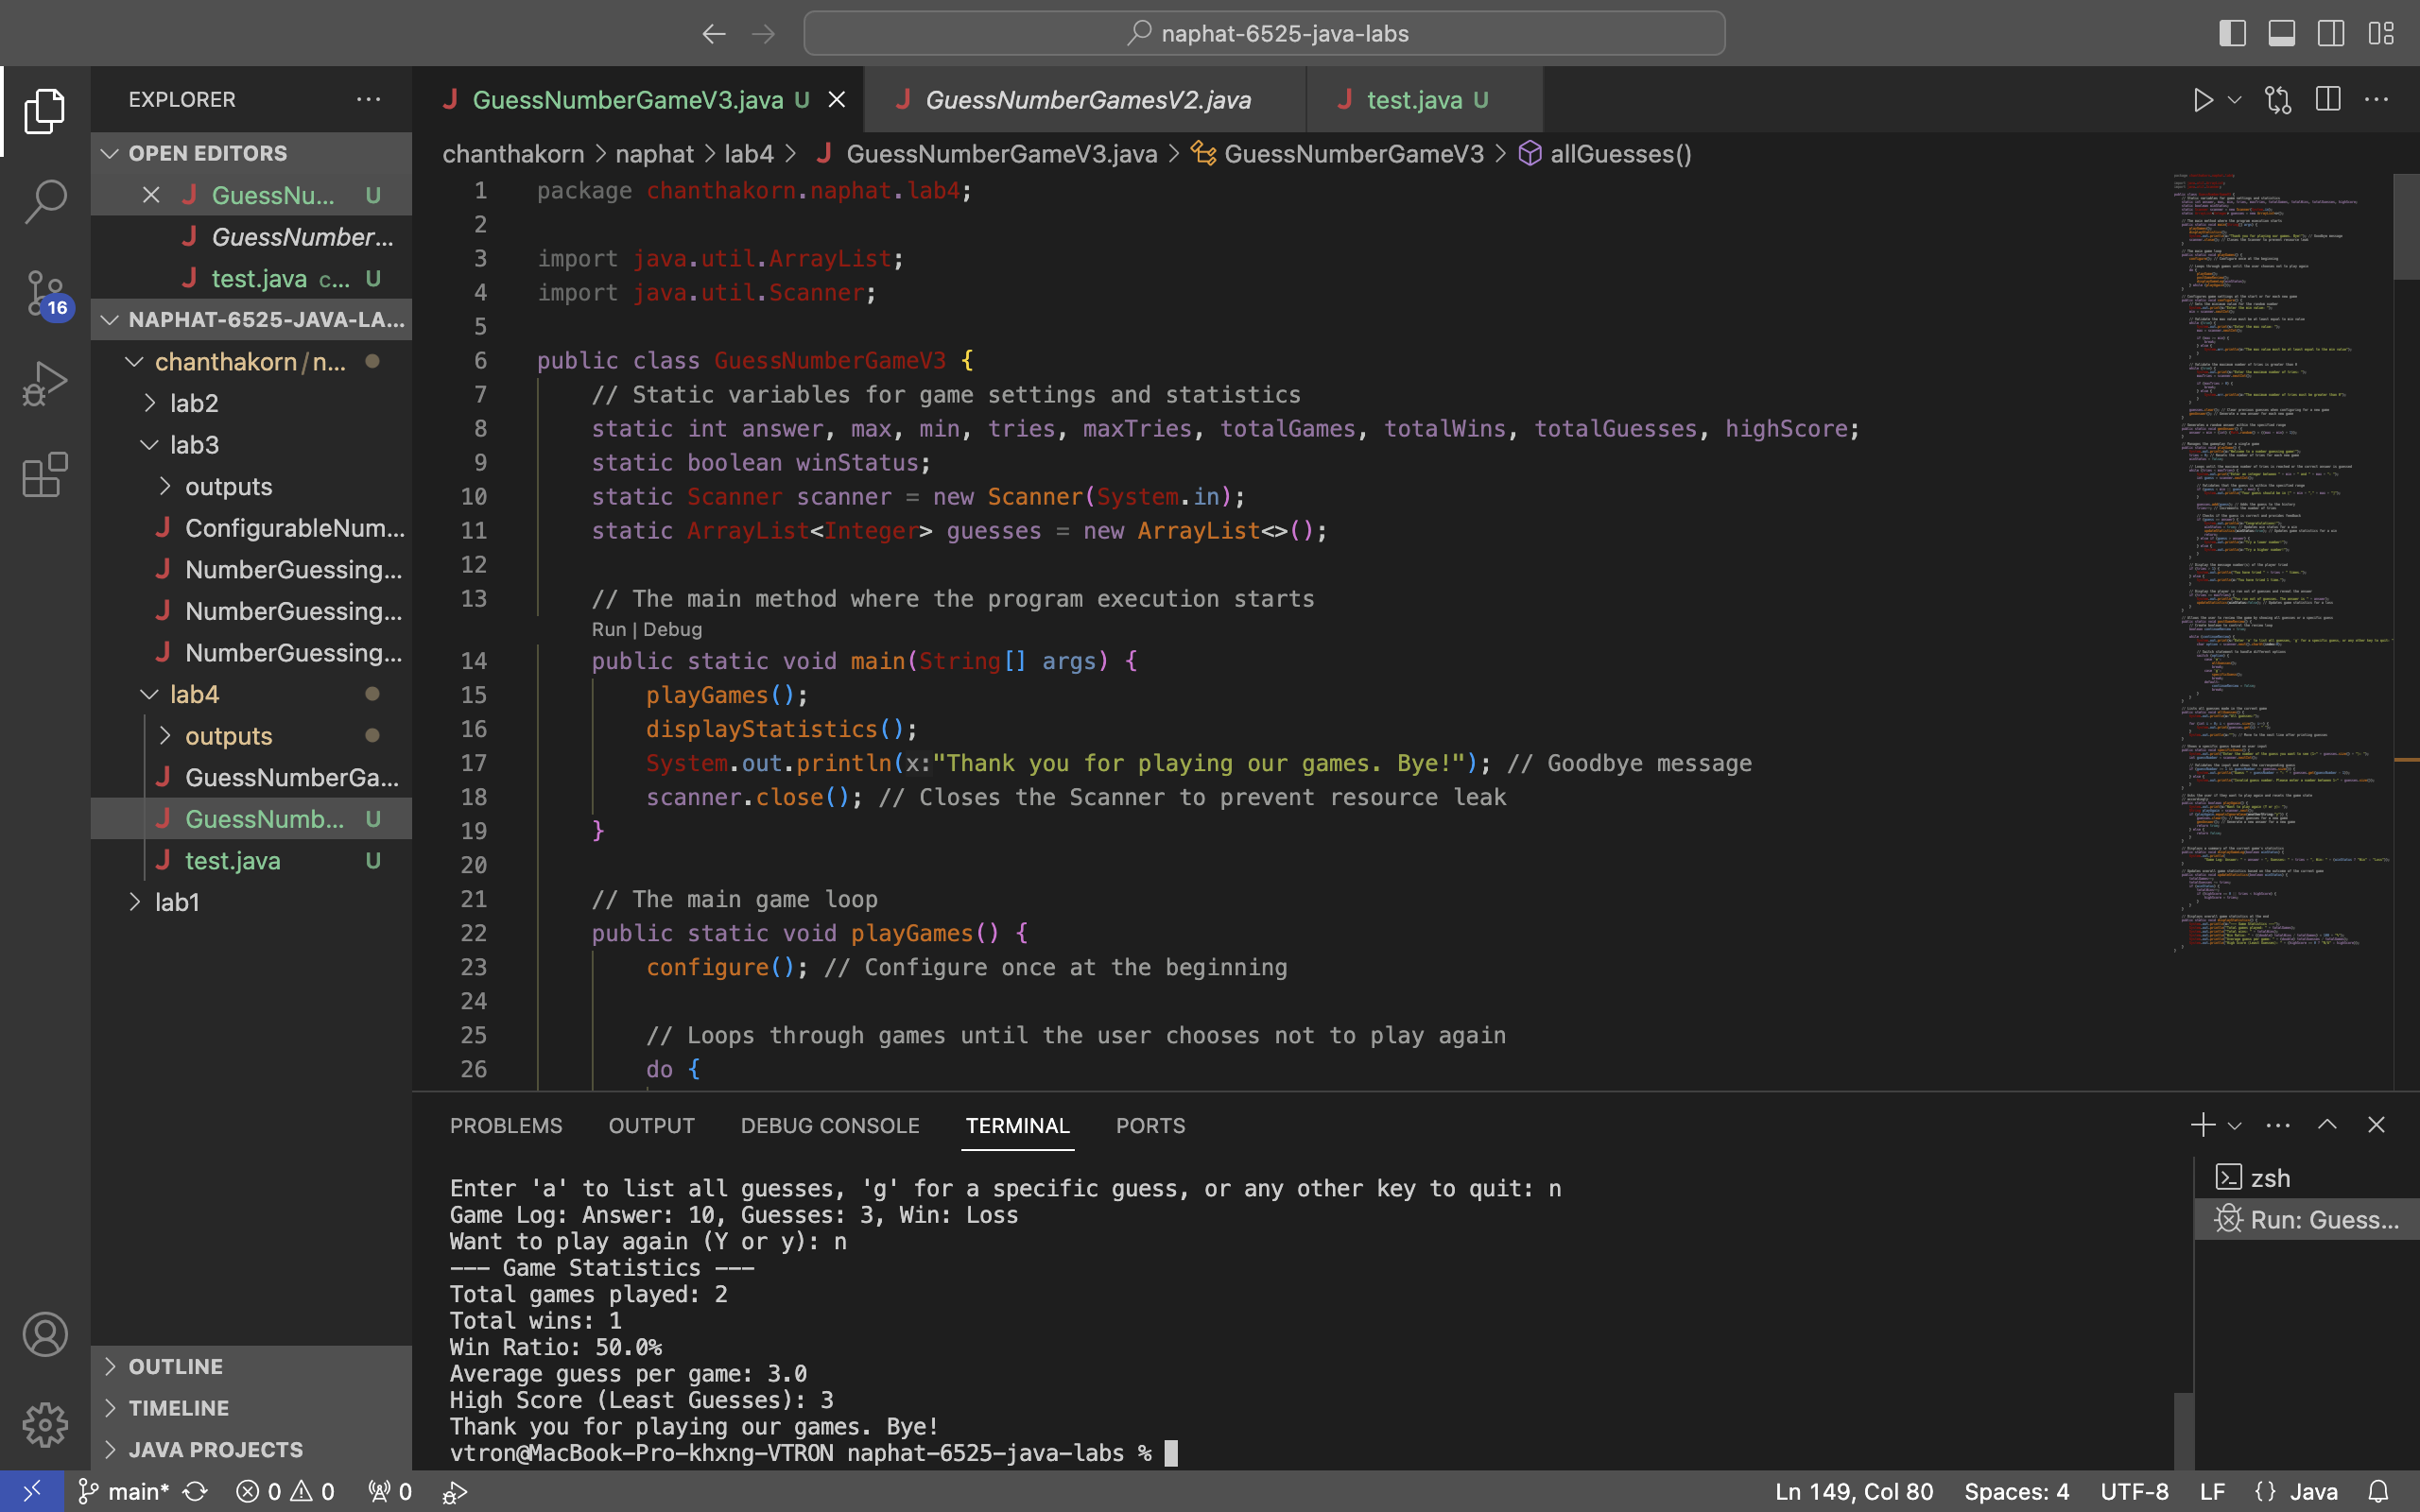 naphat-6525-java-labs
EXPLORER
OPEN EDITORS
GuessNu... U
GuessNumber...
test.java c... U
NAPHAT-6525-JAVA-LA...
chanthakorn/n...
lab2
lab3
outputs
ConfigurableNum...
NumberGuessing...
NumberGuessing...
NumberGuessing...
lab4
outputs
GuessNumberGa...
GuessNumb... U
test.java U
lab1
OUTLINE
TIMELINE
JAVA PROJECTS
16
GuessNumberGameV3.java U
GuessNumberGamesV2.java
test.java U
chanthakorn > naphat > lab4 > J GuessNumberGameV3.java > GuessNumberGameV3 > allGuesses()
1 package chanthakorn.naphat.lab4;
2
3 import java.util.ArrayList;
4 import java.util.Scanner;
5
6 public class GuessNumberGameV3 {
7 // Static variables for game settings and statistics
8 static int answer, max, min, tries, maxTries, totalGames, totalWins, totalGuesses, highScore;
9 static boolean winStatus;
10 static Scanner scanner = new Scanner(System.in);
11 static ArrayList<Integer> guesses = new ArrayList<>();
12
13 // The main method where the program execution starts
Run | Debug
14 public static void main(String[] args) {
15 playGames();
16 displayStatistics();
17 System.out.println(x:"Thank you for playing our games. Bye!"); // Goodbye message
18 scanner.close(); // Closes the Scanner to prevent resource leak
19 }
20
21 // The main game loop
22 public static void playGames() {
23 configure(); // Configure once at the beginning
24
25 // Loops through games until the user chooses not to play again
26 do {
PROBLEMS OUTPUT DEBUG CONSOLE TERMINAL PORTS
Enter 'a' to list all guesses, 'g' for a specific guess, or any other key to quit: n
Game Log: Answer: 10, Guesses: 3, Win: Loss
Want to play again (Y or y): n
--- Game Statistics ---
Total games played: 2
Total wins: 1
Win Ratio: 50.0%
Average guess per game: 3.0
High Score (Least Guesses): 3
Thank you for playing our games. Bye!
vtron@MacBook-Pro-khxng-VTRON naphat-6525-java-labs %
zsh
Run: Guess...
main* 0 0 0
Ln 149, Col 80 Spaces: 4 UTF-8 LF {} Java